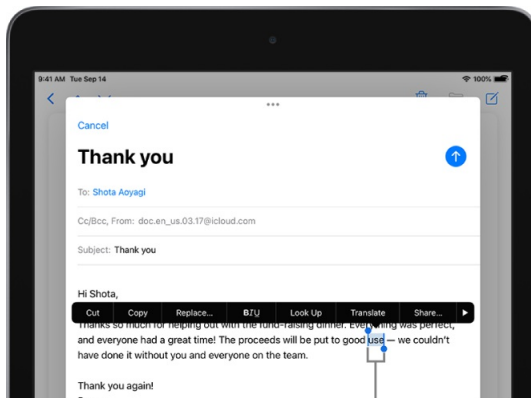 9:41 AM Tue Sep 14
100%
Cancel
Thank you
To: Shota Aoyagi
Cc/Bcc, From: doc.en_us.03.17@icloud.com
Subject: Thank you
Hi Shota,
Cut Copy Replace... BIU Look Up Translate Share...
Thanks so much for helping out with the fund-raising dinner. Everything was perfect,
and everyone had a great time! The proceeds will be put to good use — we couldn't
have done it without you and everyone on the team.
Thank you again!